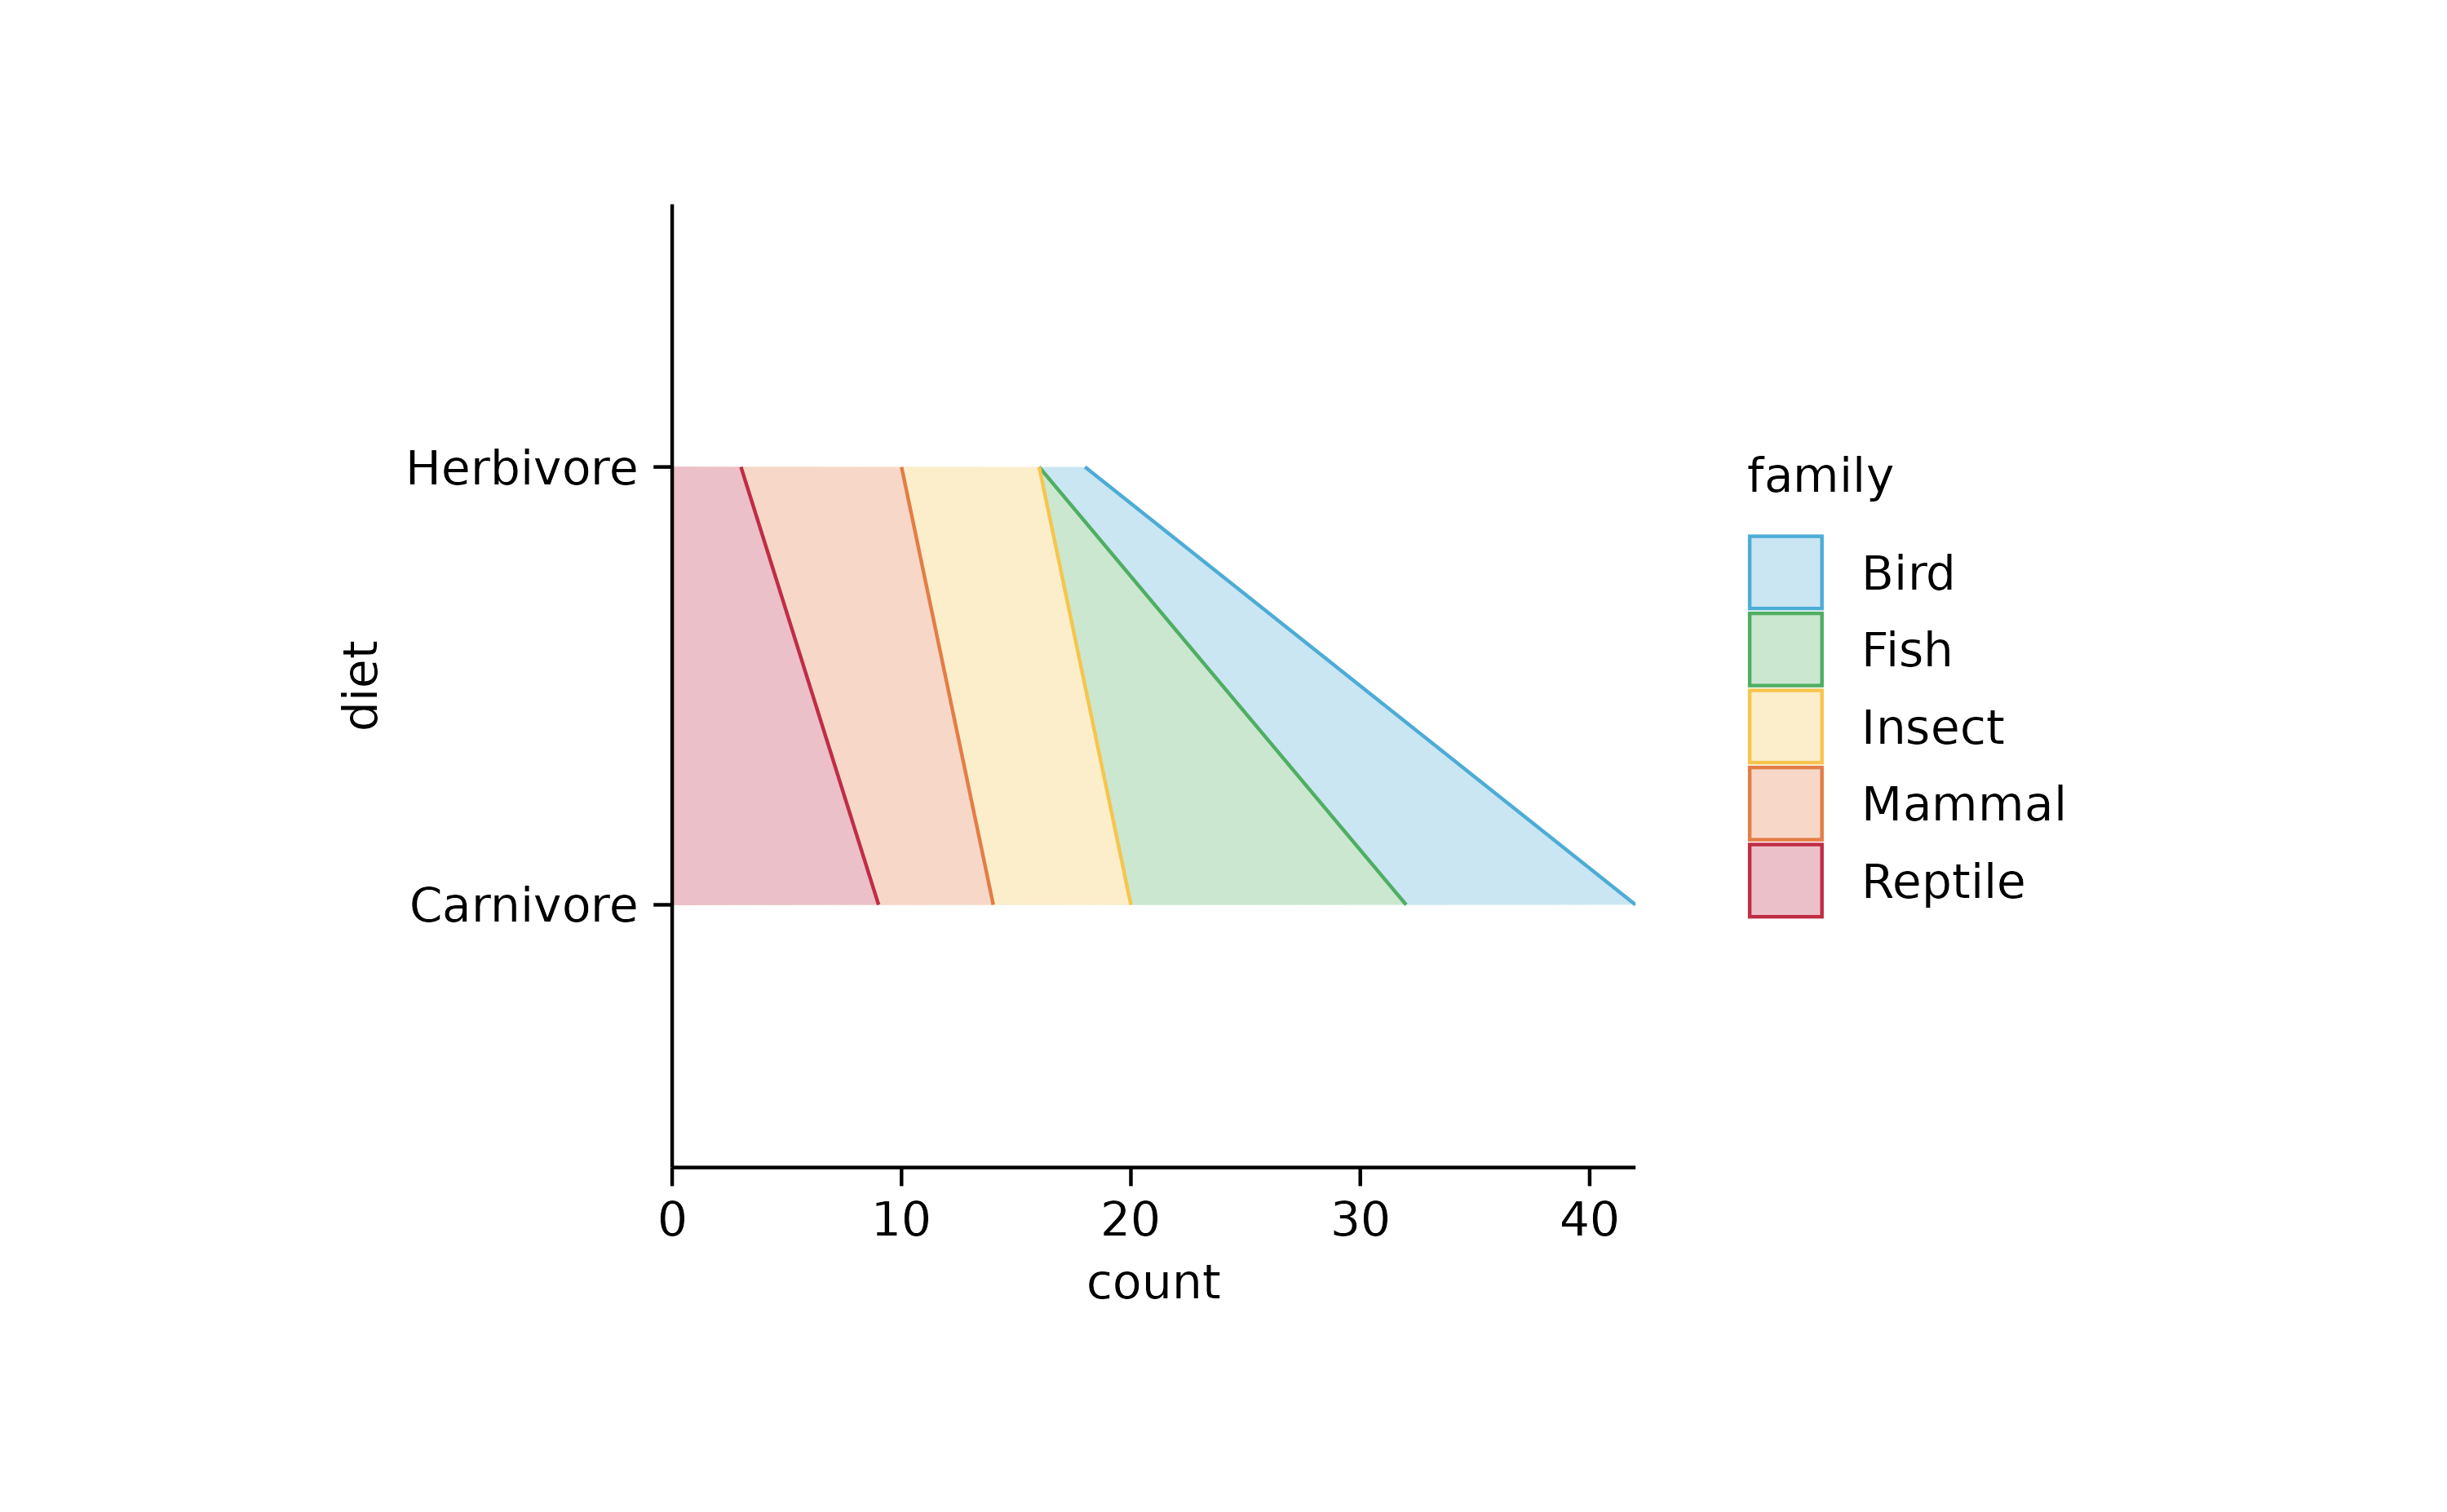 Herbivore
Carnivore
diet
0 10 20 30 40
count
family
Bird
Fish
Insect
Mammal
Reptile